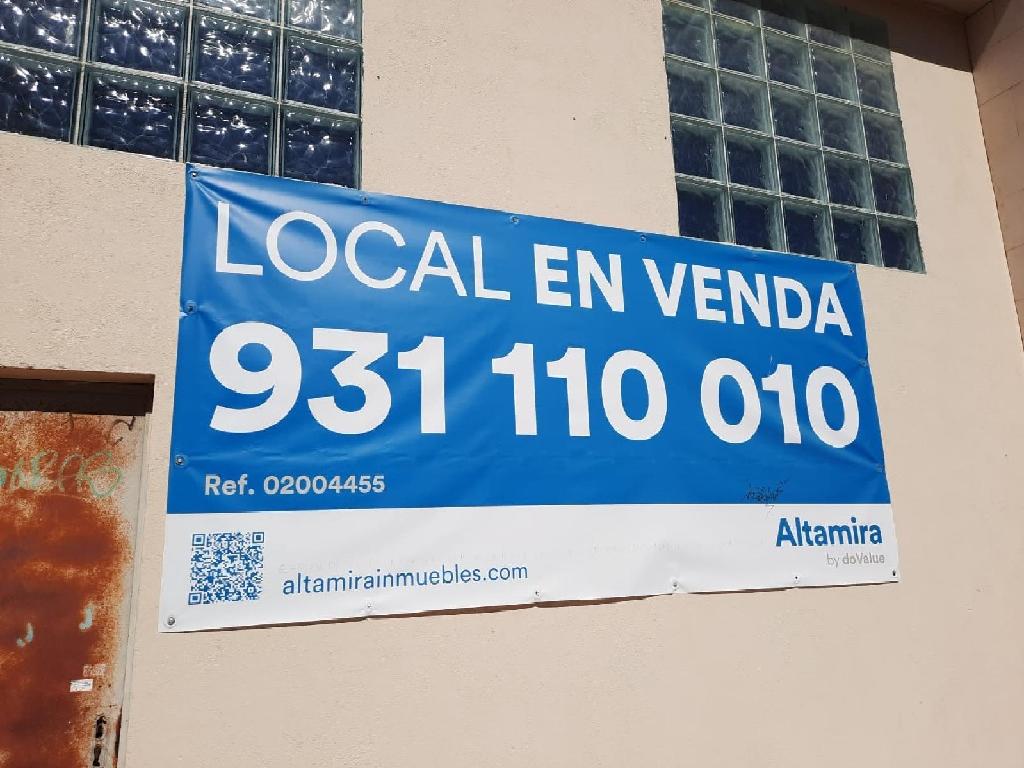 LOCAL EN VENDA
931 110 010
Ref. 02004455
altamirainmuebles.com
Altamira
by doValue